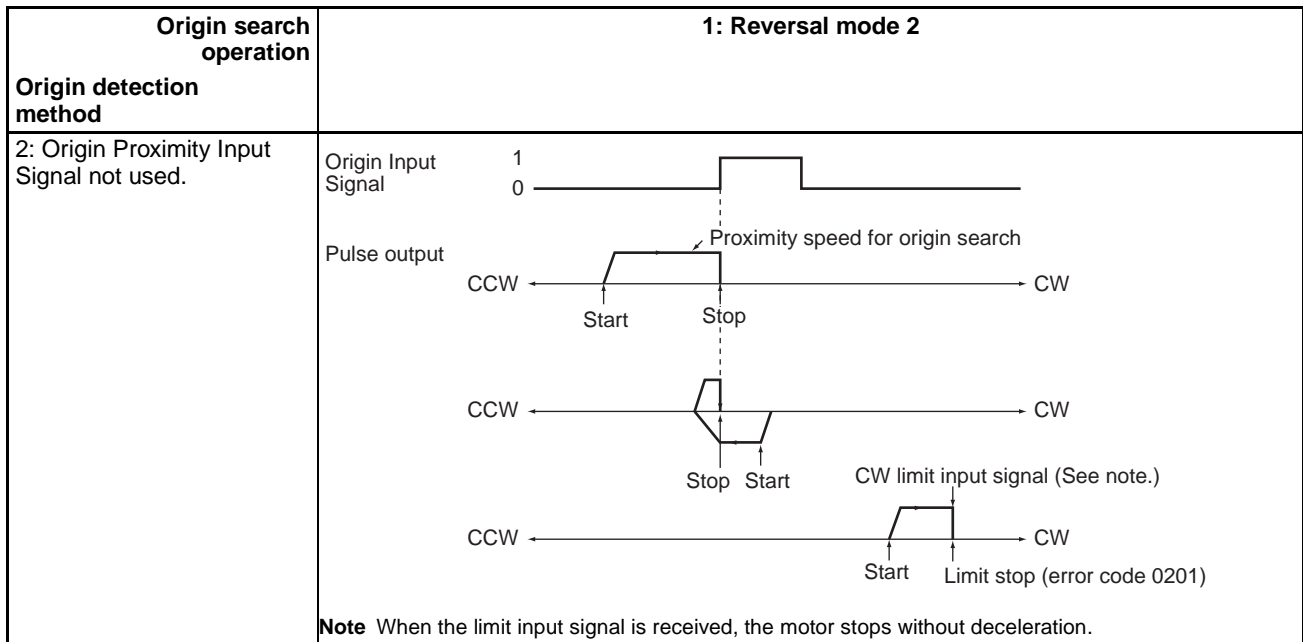 Origin search
operation
1: Reversal mode 2
Origin detection
method
2: Origin Proximity Input
Signal not used.
Origin Input
Signal
1
0
Pulse output
Proximity speed for origin search
CCW
CW
Start
Stop
CCW
CW
Stop
Start
CW limit input signal (See note.)
CCW
CW
Start
Limit stop (error code 0201)
Note When the limit input signal is received, the motor stops without deceleration.